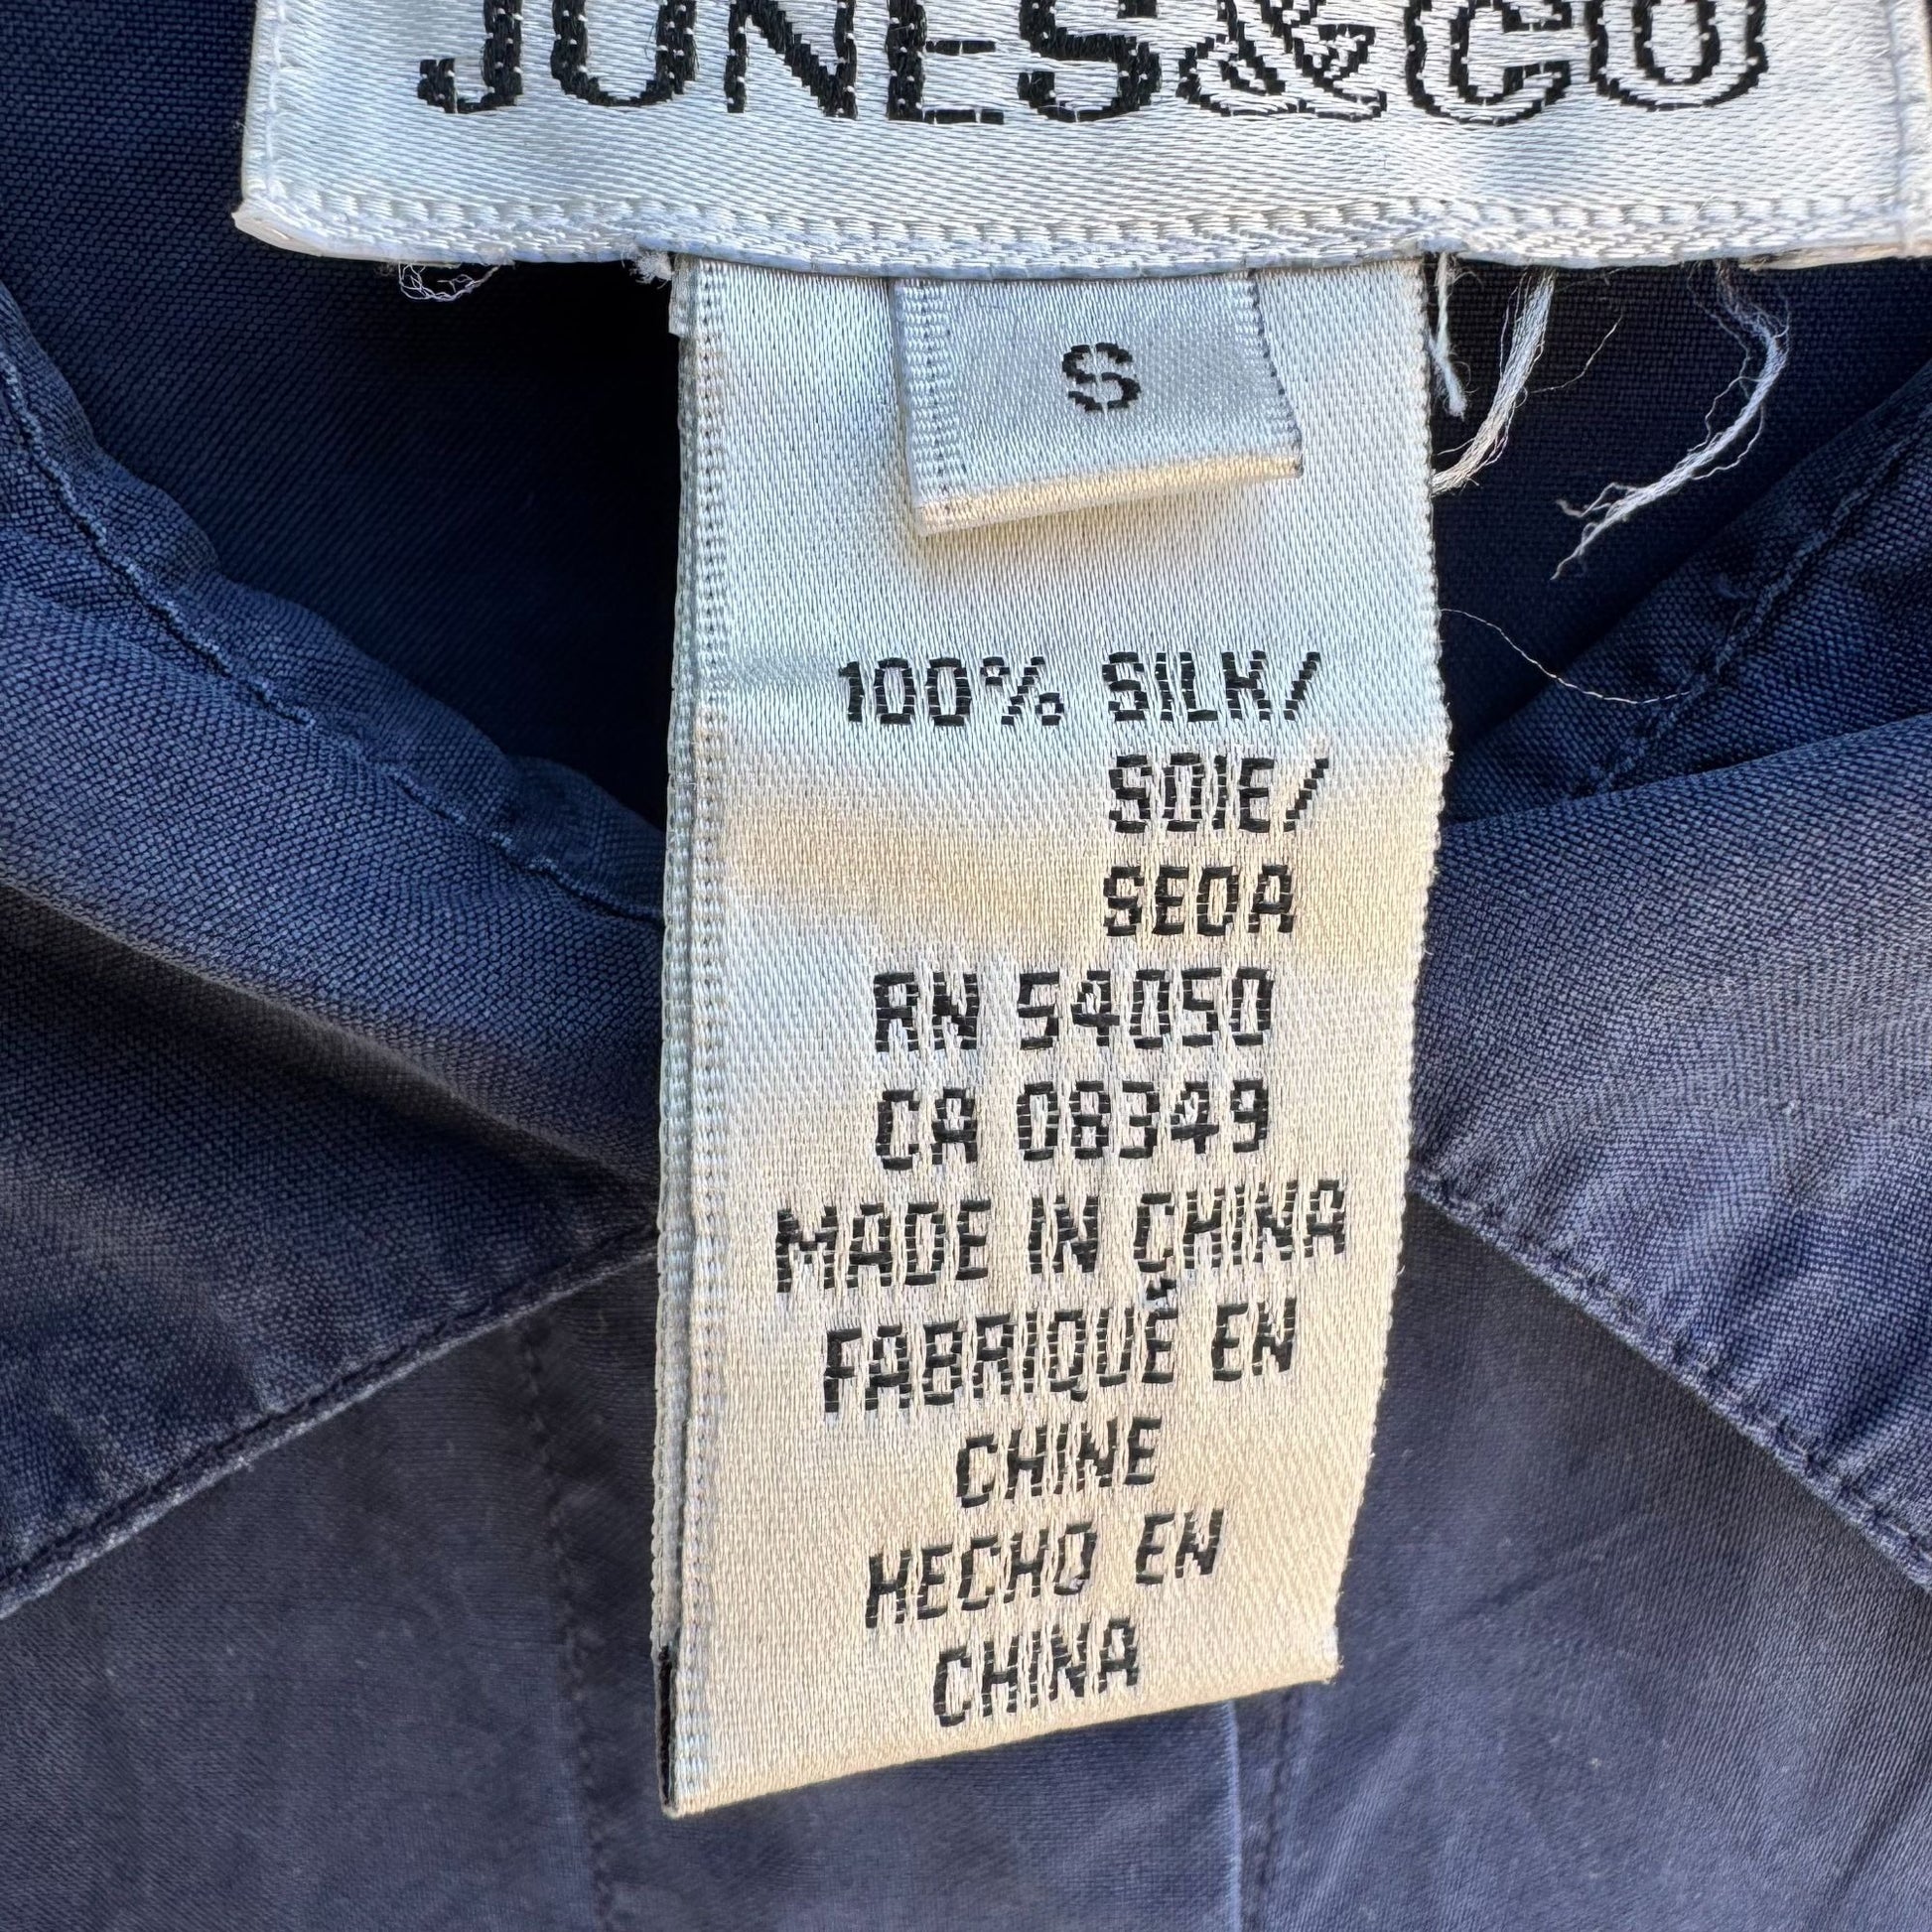 JONES&CO
S
100% SILK/
SOIE/
SEDA
RN 54050
CA 08349
MADE IN CHINA
FABRIQUÉ EN
CHINE
HECHO EN
CHINA